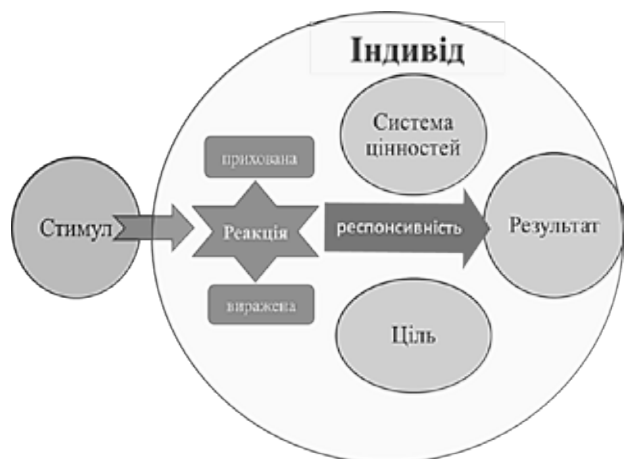 Індивід
Система
цінностей
прихована
Стимул
Реакція
респонсивність
Результат
виражена
Ціль